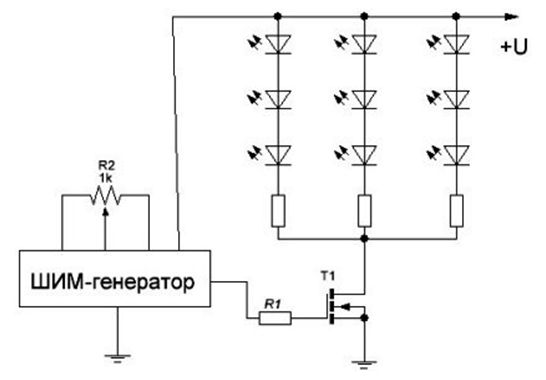 +U
R2
1k
ШИМ-генератор
T1
R1